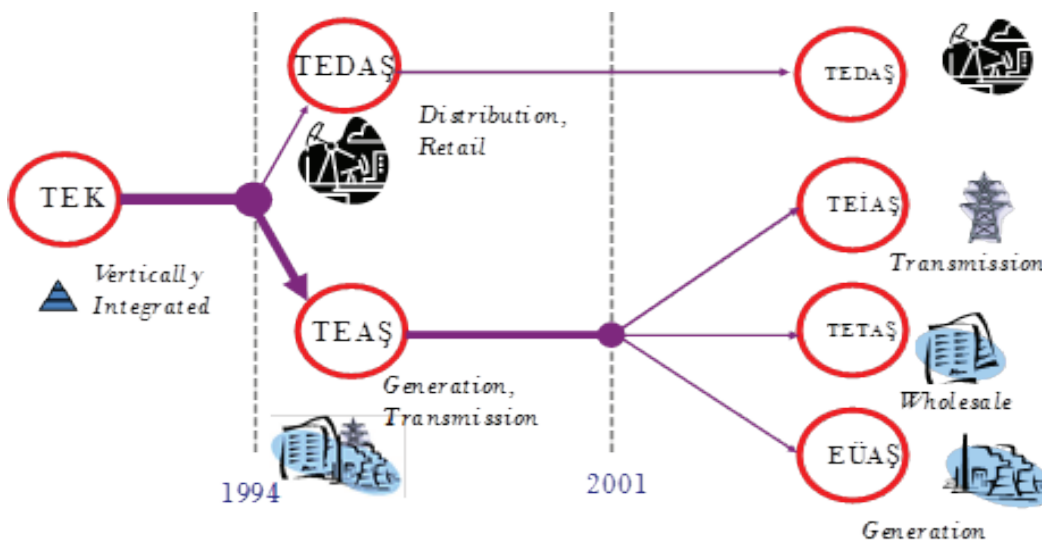 TEK
Vertically
Integrated
TEDAŞ
Distribution,
Retail
TEAŞ
Generation,
Transmission
1994
2001
TEDAŞ
TEİAŞ
Transmission
TETAŞ
Wholesale
EÜAŞ
Generation